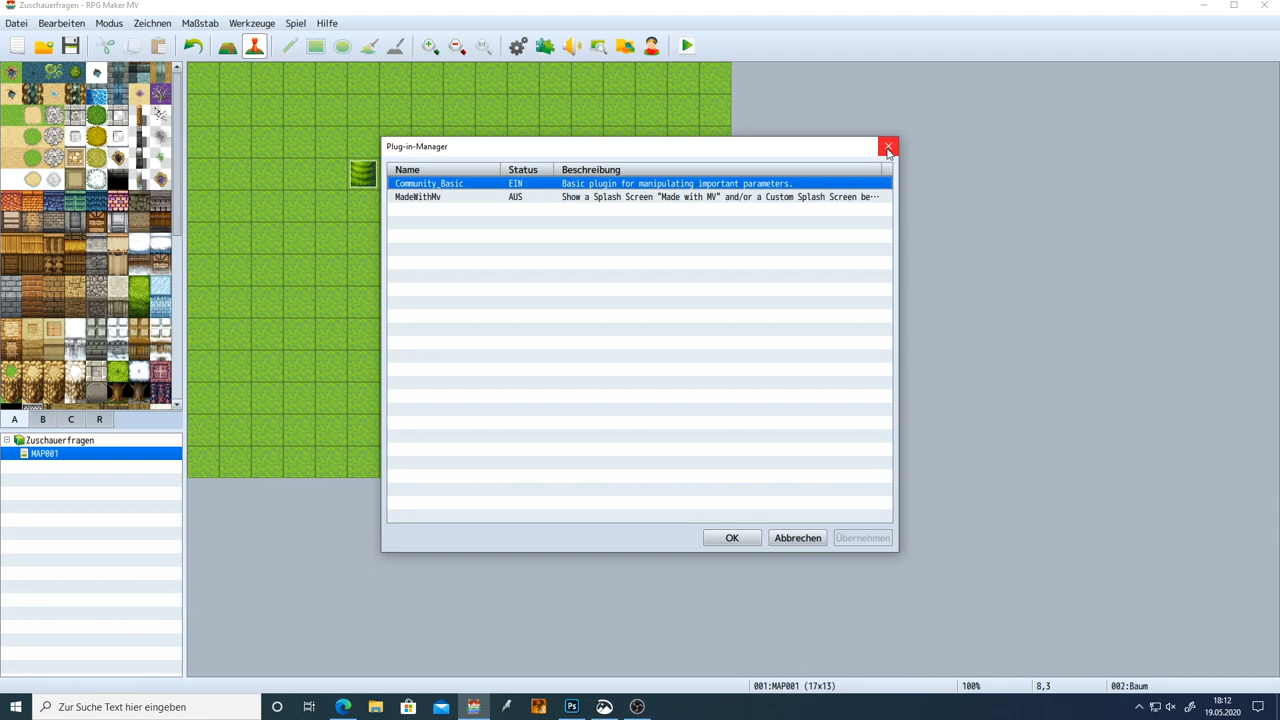 Zuschauerfragen - RPG Maker MV
Datei Bearbeiten Modus Zeichnen Maßstab Werkzeuge Spiel Hilfe
1:1
Plug-in-Manager
Name Status Beschreibung
Community_Basic EIN Basic plugin for manipulating important parameters.
MadeWithMv AUS Show a Splash Screen "Made with MV" and/or a Custom Splash Screen be…
A B C R
Zuschauerfragen
MAP001
OK Abbrechen Übernehmen
001:MAP001 (17x13) 100% 8,3 002:Baum
Zur Suche Text hier eingeben
Ps
18:12
19.05.2020